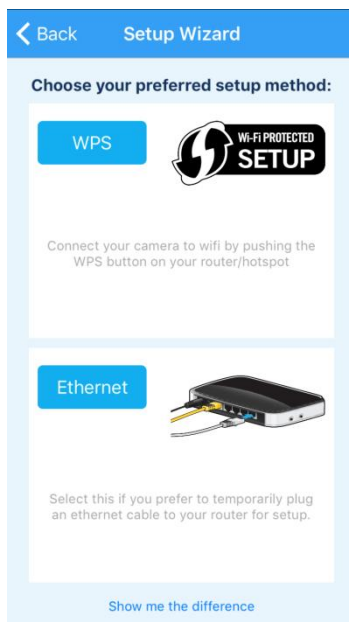 Back Setup Wizard
Choose your preferred setup method:
WPS
Wi-Fi PROTECTED
SETUP
Connect your camera to wifi by pushing the
WPS button on your router/hotspot
Ethernet
Select this if you prefer to temporarily plug
an ethernet cable to your router for setup.
Show me the difference